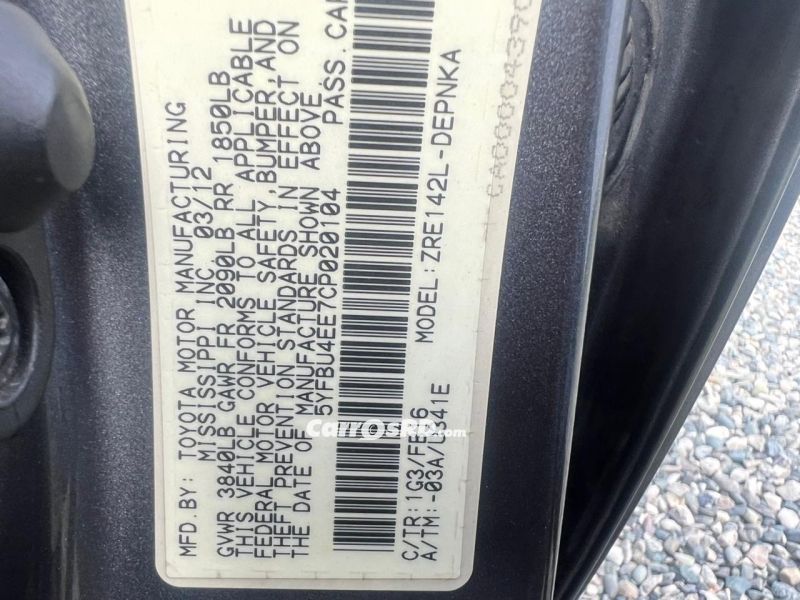 MFD. BY: TOYOTA MOTOR MANUFACTURING
MISSISSIPPI INC. 03/12
GVWR 3840LB GAWR FR 2090LB RR 1850LB
THIS VEHICLE CONFORMS TO ALL APPLICABLE
FEDERAL MOTOR VEHICLE SAFETY, BUMPER, AND
THEFT PREVENTION STANDARDS IN EFFECT ON
THE DATE OF MANUFACTURE SHOWN ABOVE
5YFBU4EE7CP020104 PASS. CAR
C/TR: 1G3/FB16 MODEL: ZRE142L-DEPNKA
A/TM: -03A/U341E
CarrosRD.com